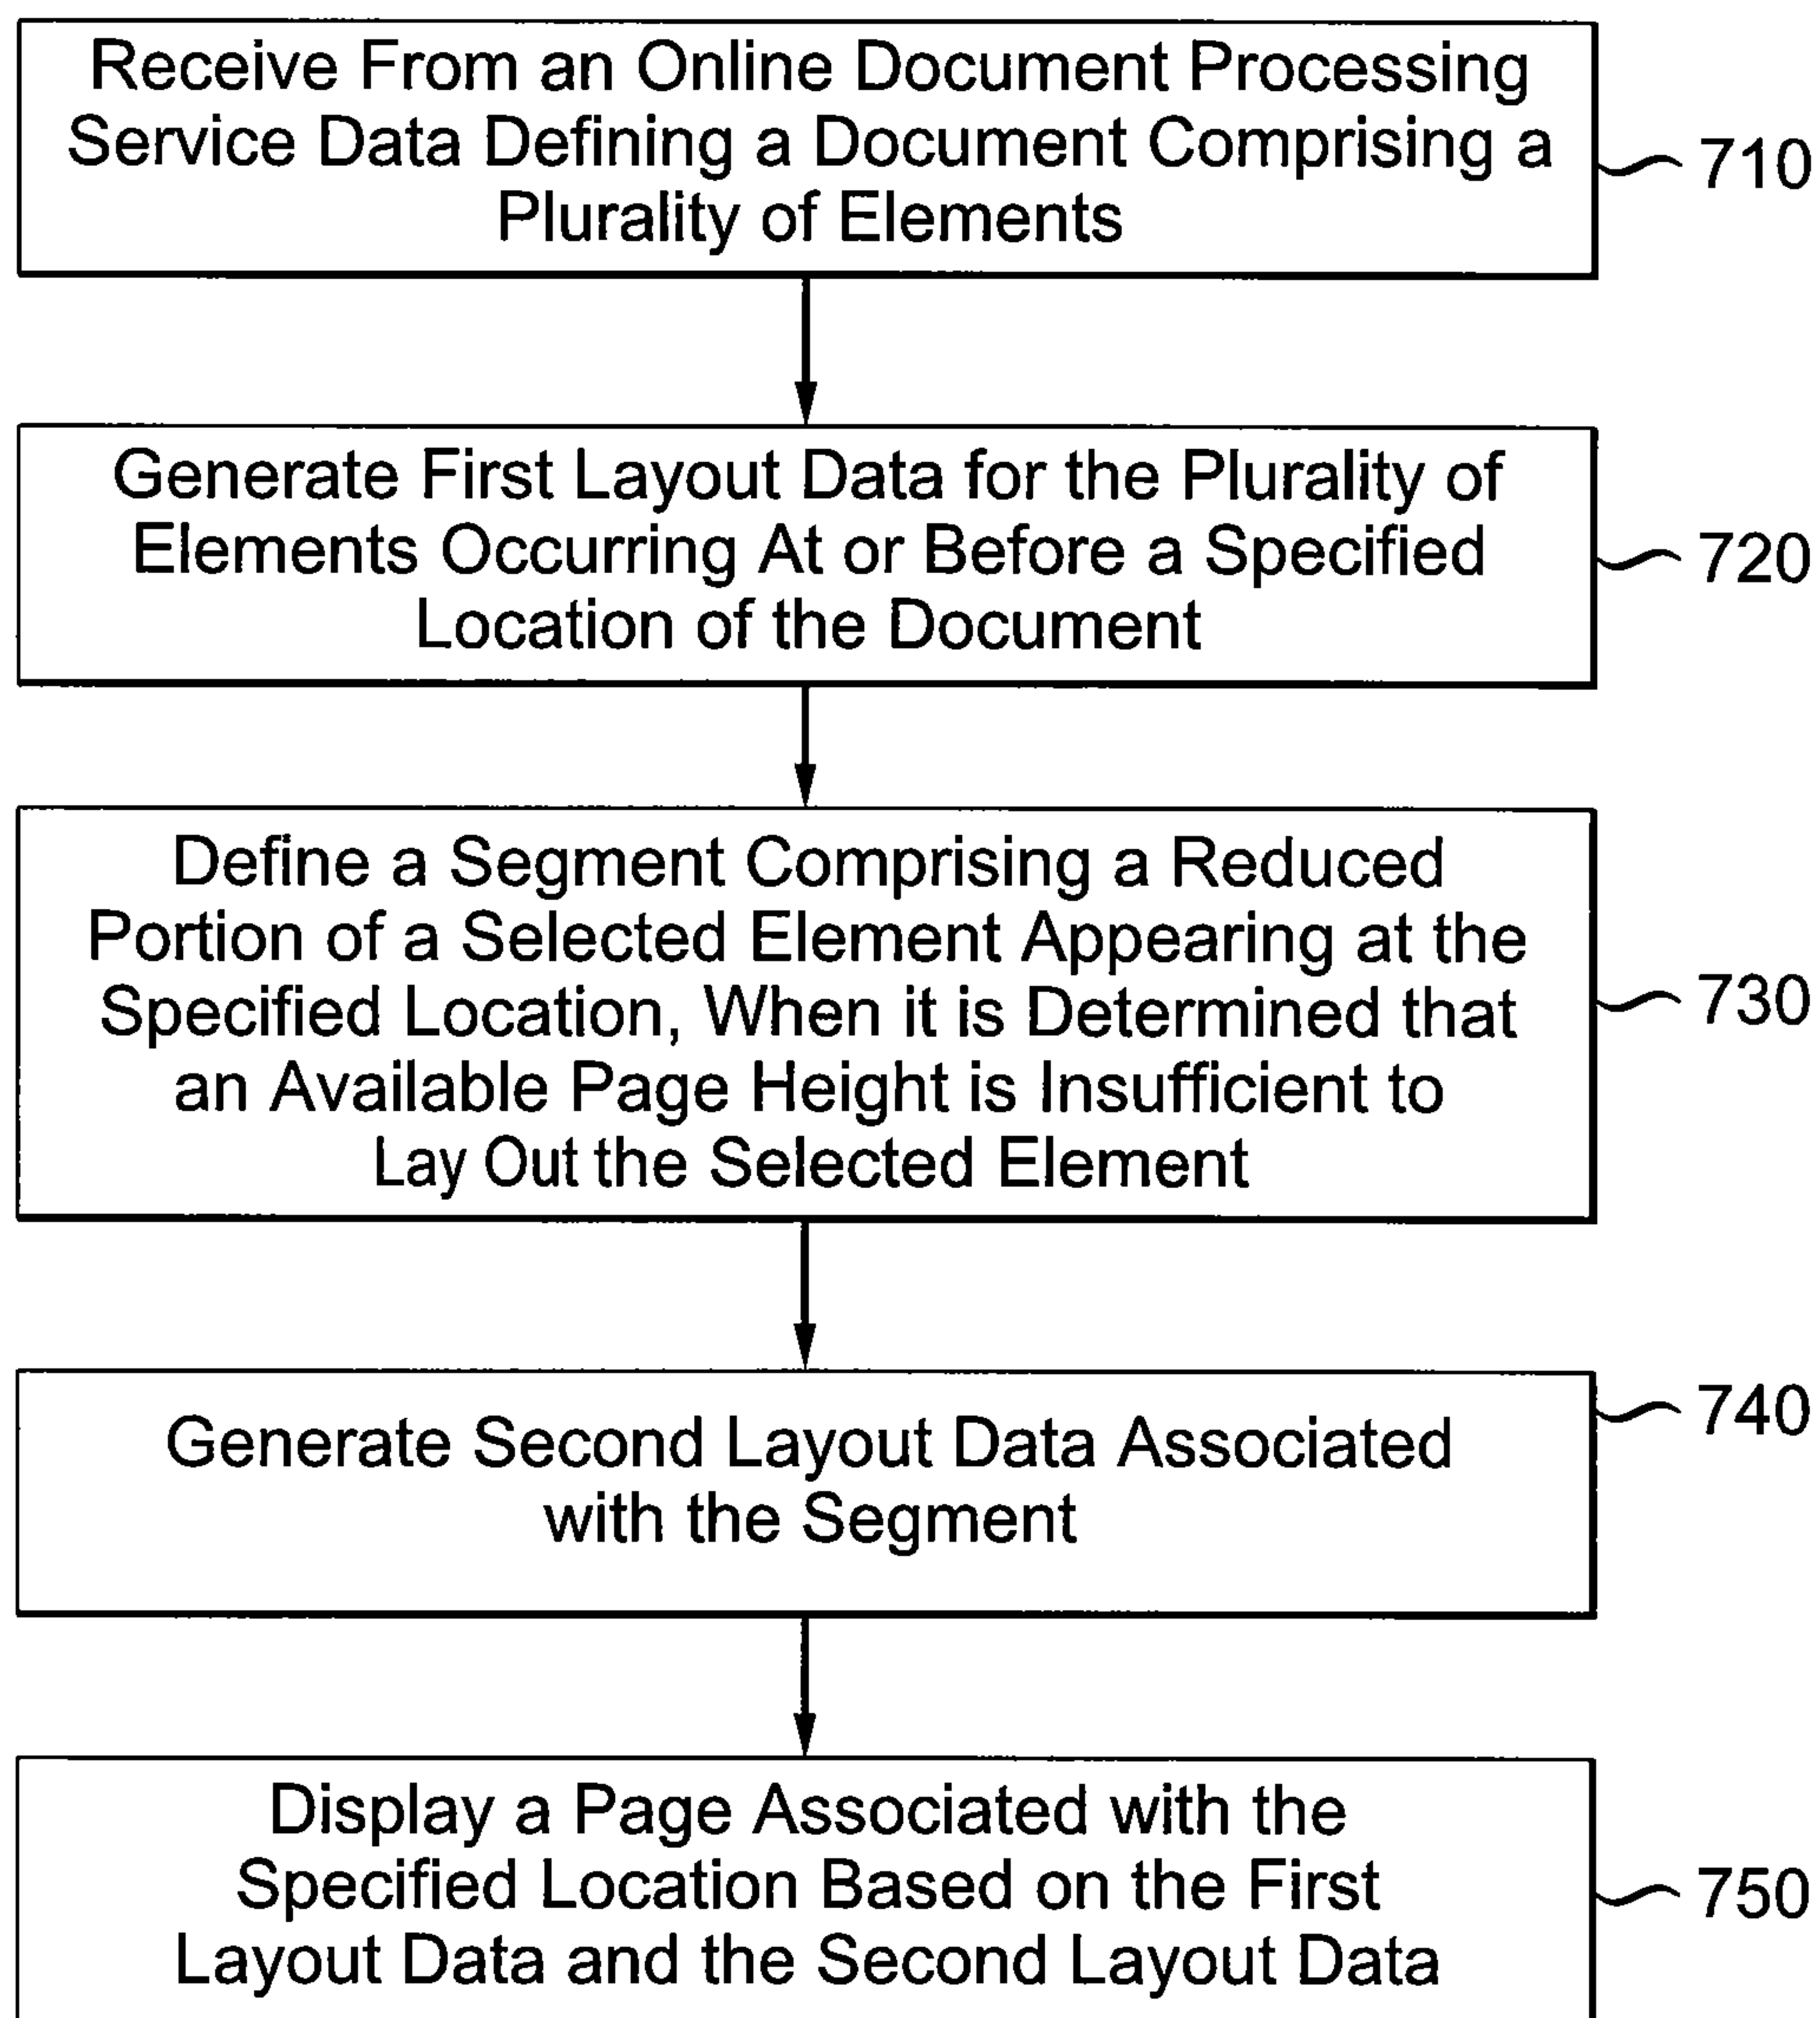 Receive From an Online Document Processing
Service Data Defining a Document Comprising a
Plurality of Elements
710
Generate First Layout Data for the Plurality of
Elements Occurring At or Before a Specified
Location of the Document
720
Define a Segment Comprising a Reduced
Portion of a Selected Element Appearing at the
Specified Location, When it is Determined that
an Available Page Height is Insufficient to
Lay Out the Selected Element
730
Generate Second Layout Data Associated
with the Segment
740
Display a Page Associated with the
Specified Location Based on the First
Layout Data and the Second Layout Data
750